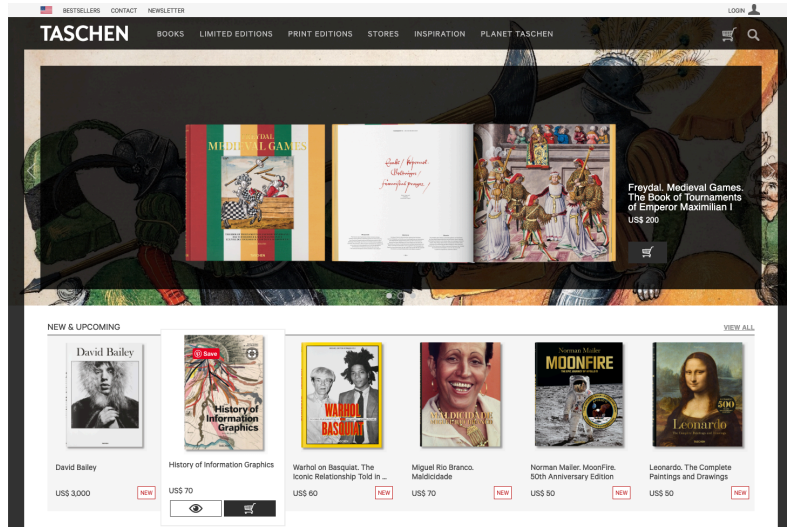 BESTSELLERS CONTACT NEWSLETTER LOGIN
TASCHEN BOOKS LIMITED EDITIONS PRINT EDITIONS STORES INSPIRATION PLANET TASCHEN
FREYDAL
MEDIEVAL GAMES
Freydal. Medieval Games.
The Book of Tournaments
of Emperor Maximilian I
US$ 200
NEW & UPCOMING VIEW ALL
David Bailey
David Bailey
US$ 3,000 NEW
Save
History of
Information
Graphics
History of Information Graphics
US$ 70
WARHOL
BASQUIAT
Warhol on Basquiat. The
Iconic Relationship Told in ...
US$ 60 NEW
MALDICIDADE
Miguel Rio Branco.
Maldicidade
US$ 70 NEW
Norman Mailer
MOONFIRE
Norman Mailer. MoonFire.
50th Anniversary Edition
US$ 50 NEW
500
Leonardo
Leonardo. The Complete
Paintings and Drawings
US$ 50 NEW